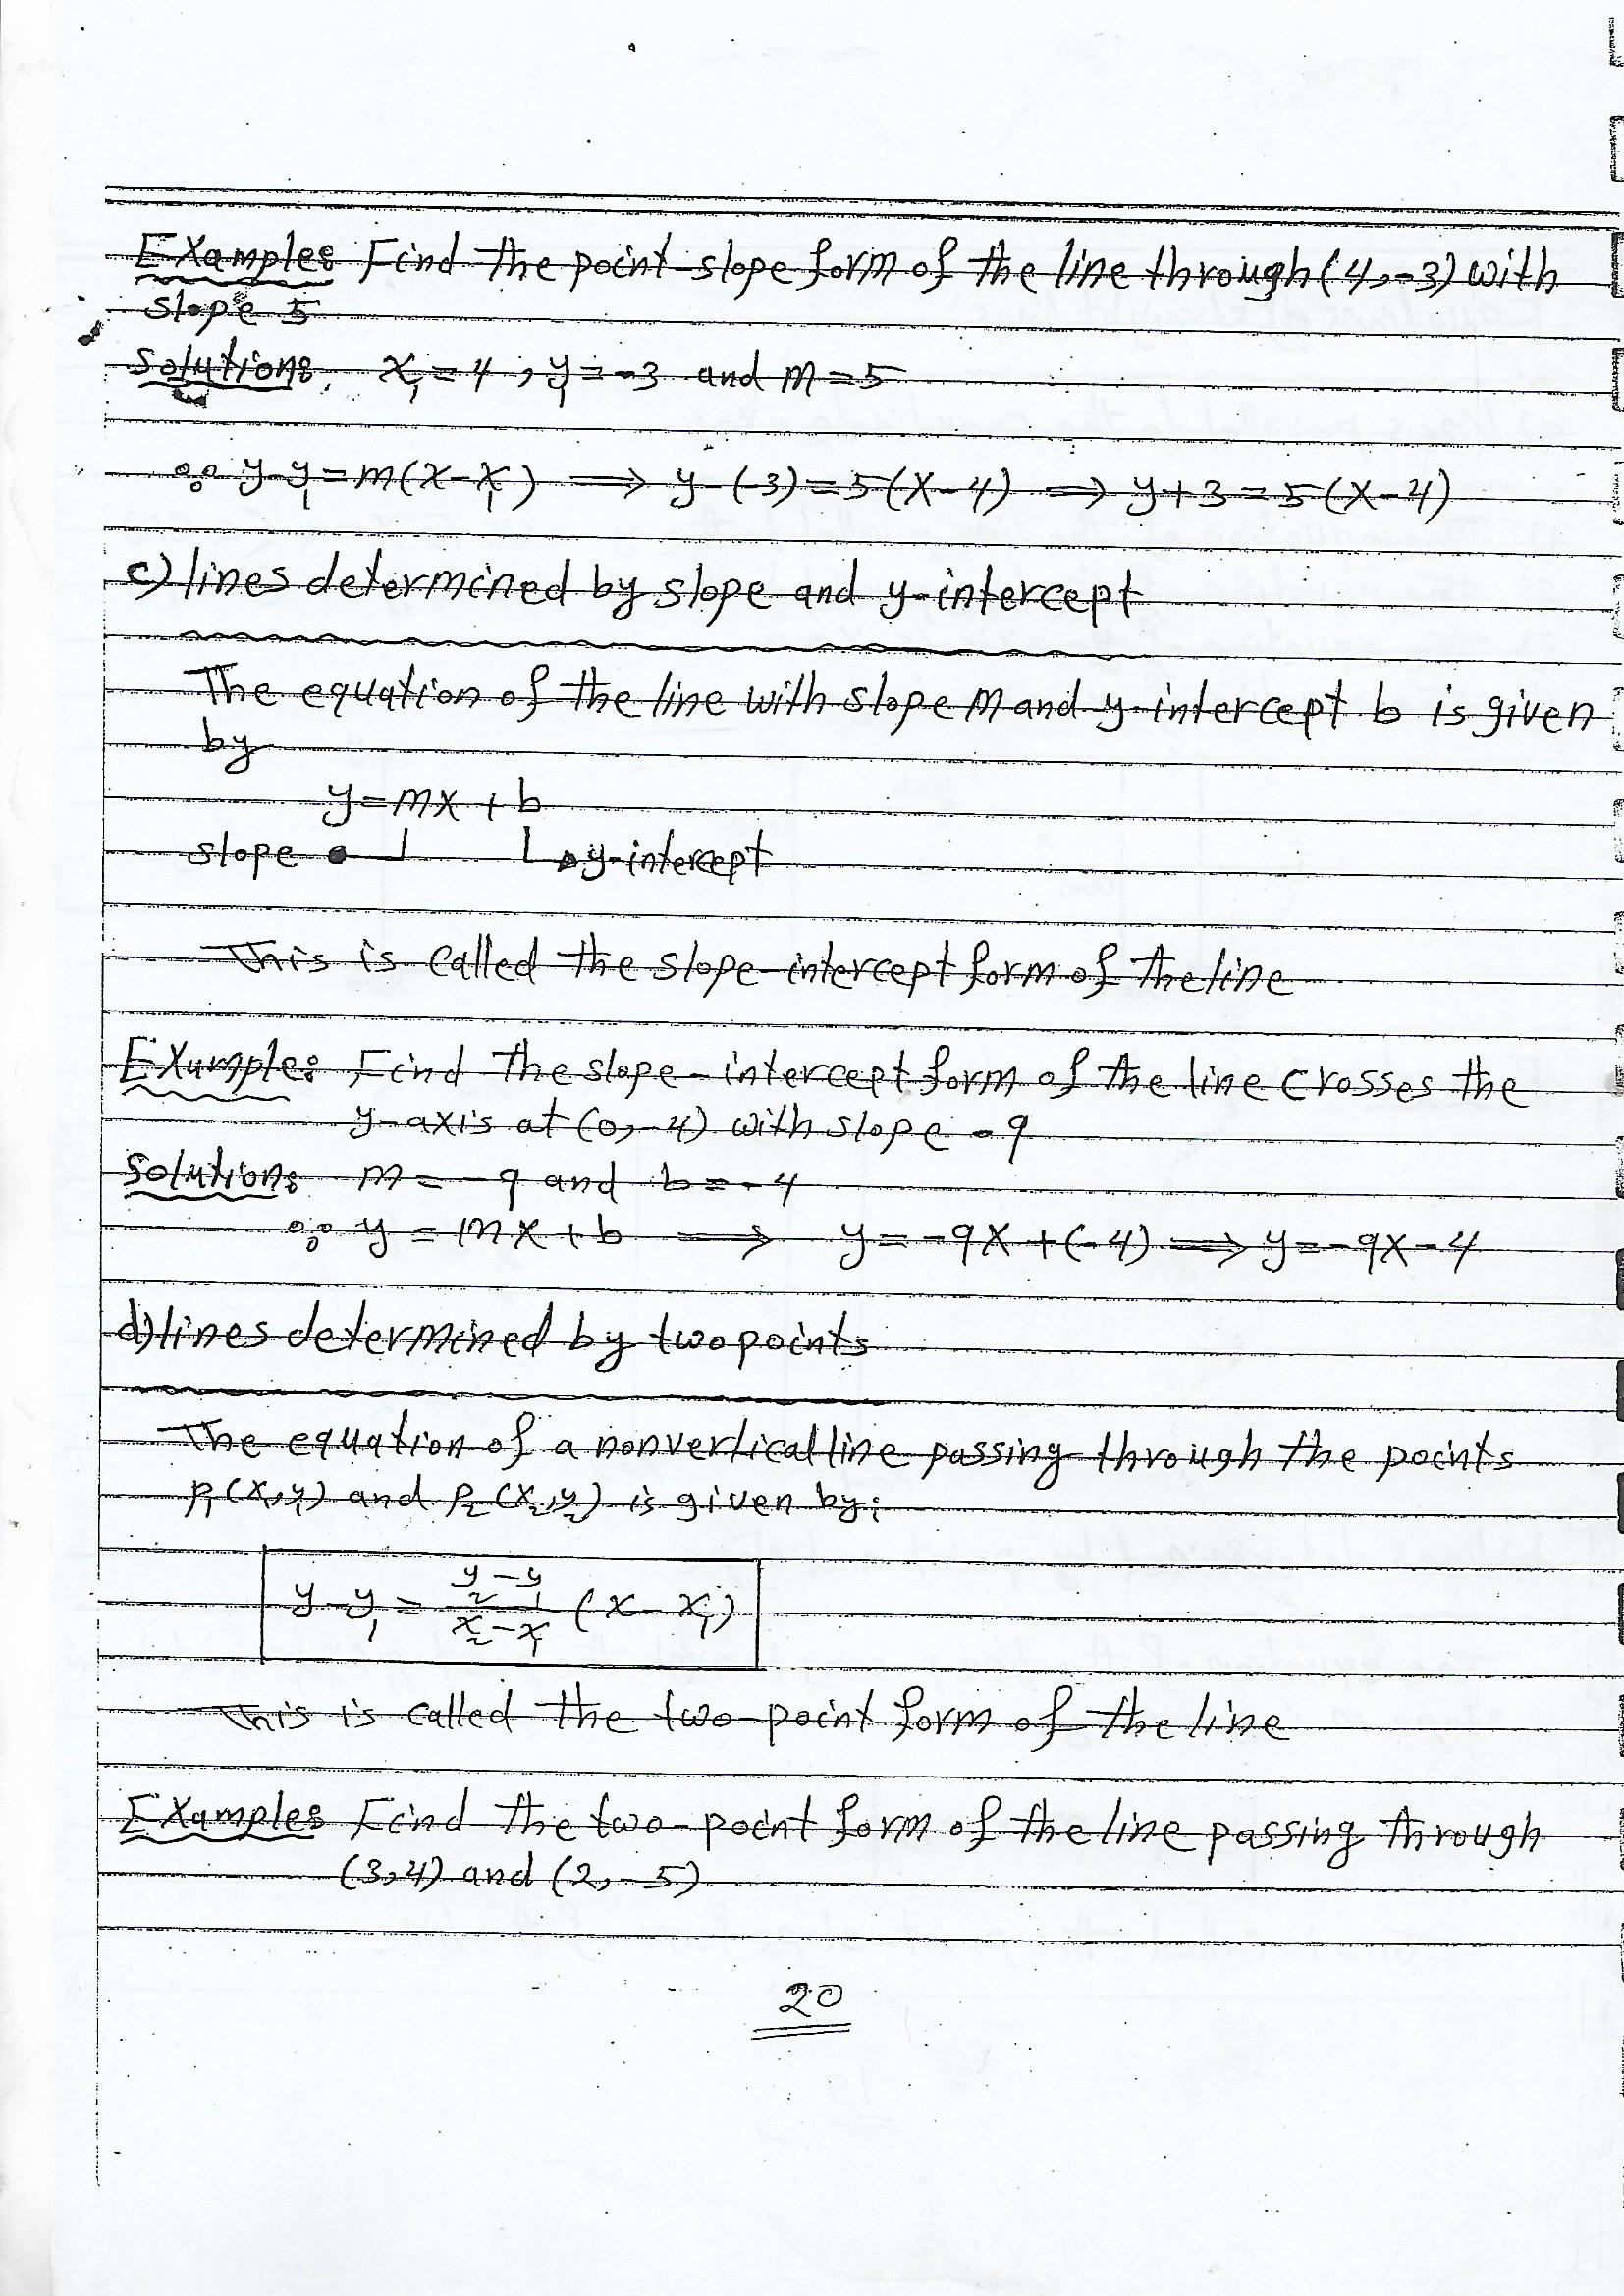 Example: Find the point-slope form of the line through (4,-3) with
slope 5
Solution: x₁=4, y₁=-3 and m=5
∵ y-y₁=m(x-x₁) ⟹ y-(-3)=5(x-4) ⟹ y+3=5(x-4)
c) lines determined by slope and y-intercept
The equation of the line with slope m and y-intercept b is given
by
y=mx+b
slope y-intercept
This is called the slope-intercept form of the line
Example: Find the slope-intercept form of the line crosses the
y-axis at (0,-4) with slope -9
Solution: m=-9 and b=-4
∵ y=mx+b ⟹ y=-9x+(-4) ⟹ y=-9x-4
d) lines determined by two points
The equation of a nonvertical line passing through the points
P₁(x₁,y₁) and P₂(x₂,y₂) is given by:
y-y₁ = (y₂-y₁)/(x₂-x₁) (x-x₁)
This is called the two-point form of the line
Example: Find the two-point form of the line passing through
(3,4) and (2,-5)
20